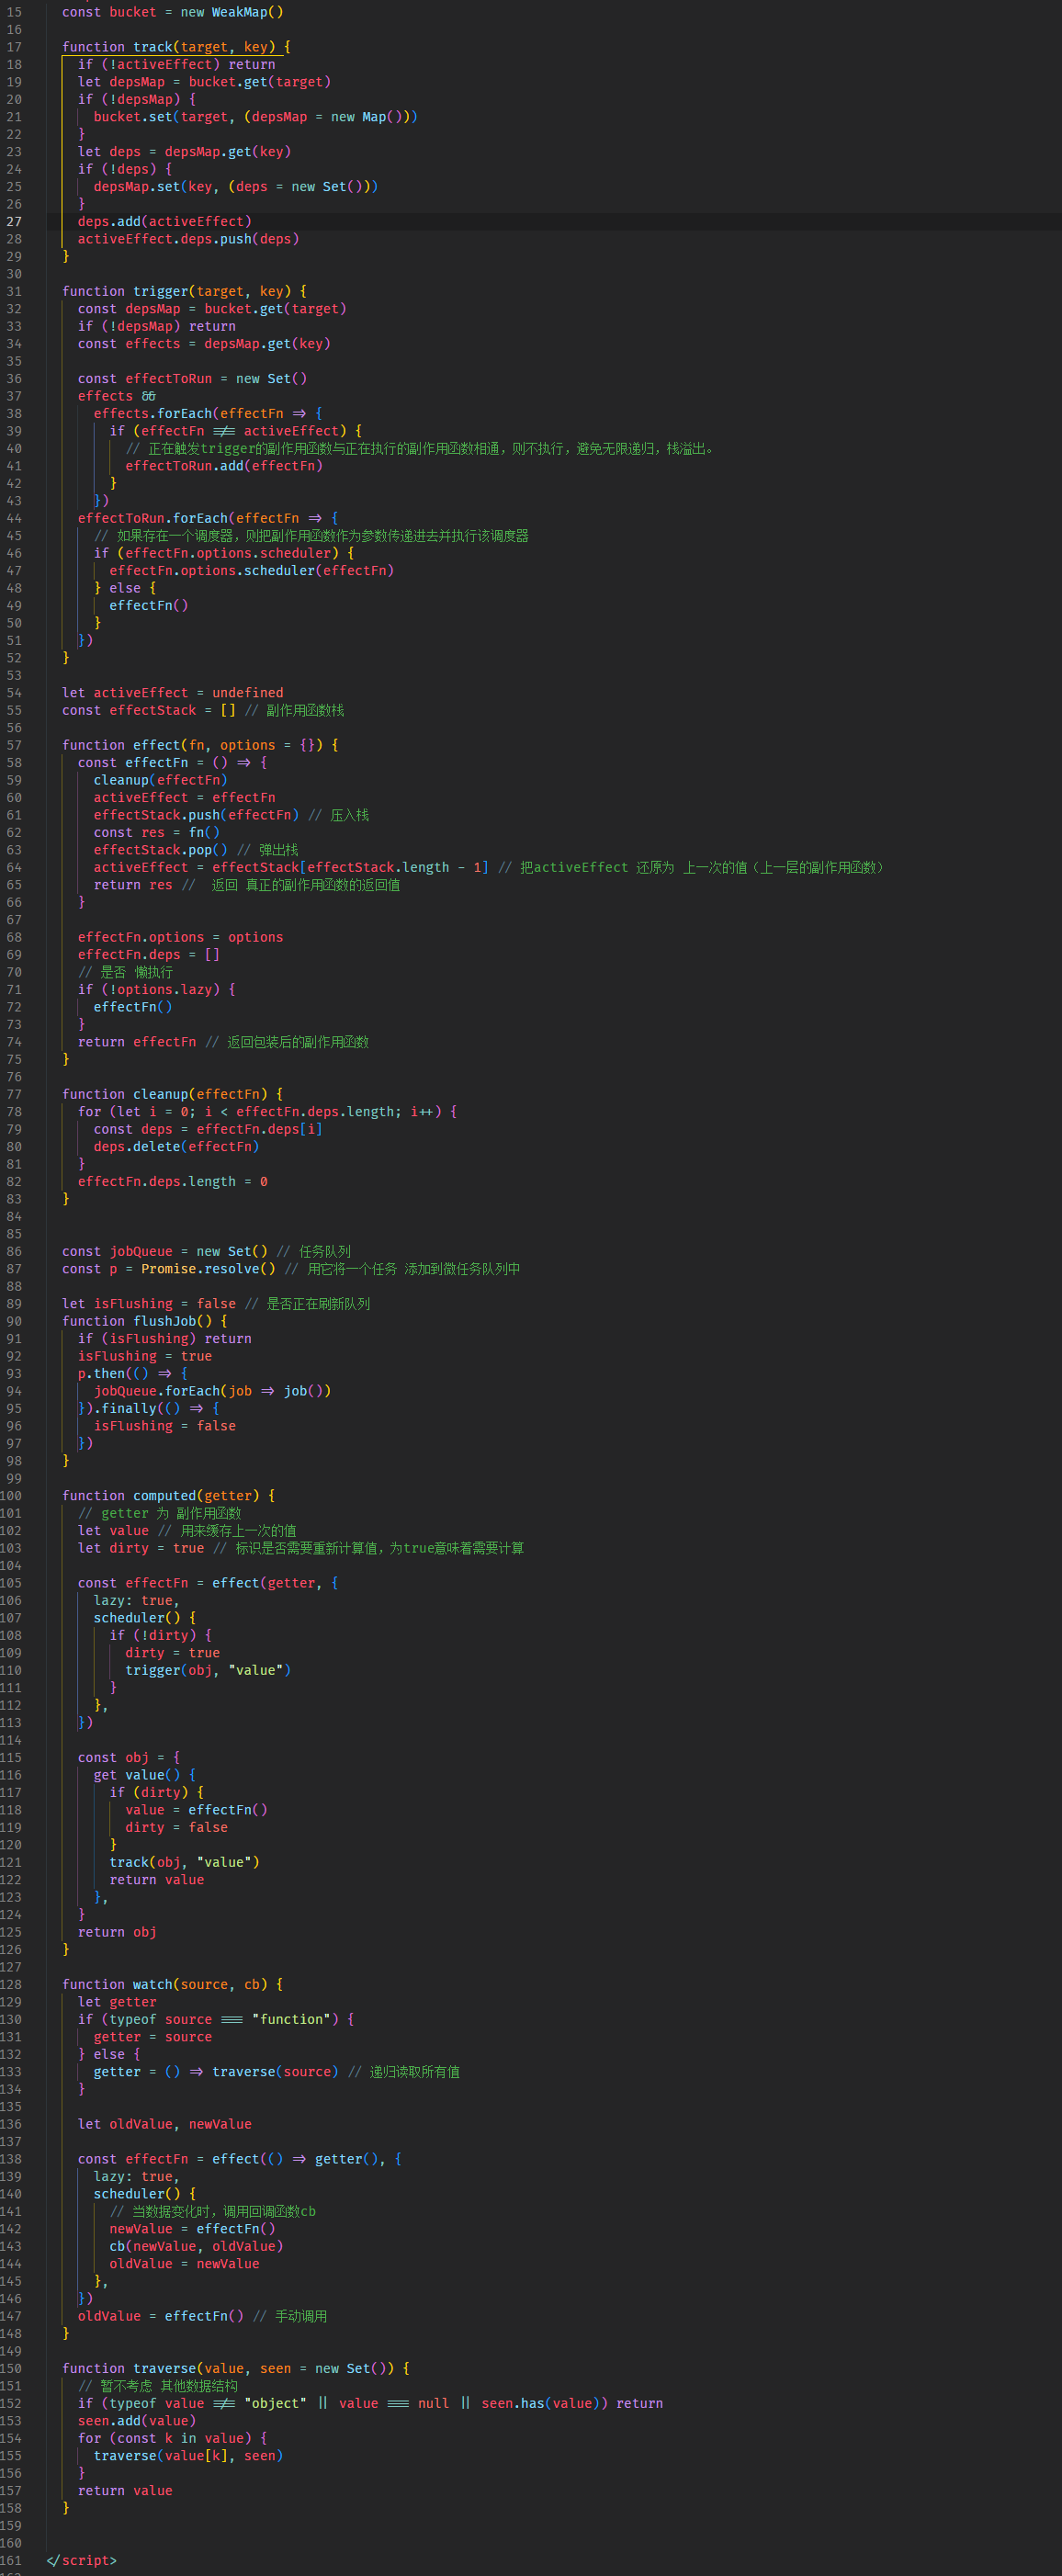 15 const bucket = new WeakMap()
16
17 function track(target, key) {
18 if (!activeEffect) return
19 let depsMap = bucket.get(target)
20 if (!depsMap) {
21 bucket.set(target, (depsMap = new Map()))
22 }
23 let deps = depsMap.get(key)
24 if (!deps) {
25 depsMap.set(key, (deps = new Set()))
26 }
27 deps.add(activeEffect)
28 activeEffect.deps.push(deps)
29 }
30
31 function trigger(target, key) {
32 const depsMap = bucket.get(target)
33 if (!depsMap) return
34 const effects = depsMap.get(key)
35
36 const effectToRun = new Set()
37 effects &&
38 effects.forEach(effectFn => {
39 if (effectFn !== activeEffect) {
40 // 正在触发trigger的副作用函数与正在执行的副作用函数相通，则不执行，避免无限递归，栈溢出。
41 effectToRun.add(effectFn)
42 }
43 })
44 effectToRun.forEach(effectFn => {
45 // 如果存在一个调度器，则把副作用函数作为参数传递进去并执行该调度器
46 if (effectFn.options.scheduler) {
47 effectFn.options.scheduler(effectFn)
48 } else {
49 effectFn()
50 }
51 })
52 }
53
54 let activeEffect = undefined
55 const effectStack = [] // 副作用函数栈
56
57 function effect(fn, options = {}) {
58 const effectFn = () => {
59 cleanup(effectFn)
60 activeEffect = effectFn
61 effectStack.push(effectFn) // 压入栈
62 const res = fn()
63 effectStack.pop() // 弹出栈
64 activeEffect = effectStack[effectStack.length - 1] // 把activeEffect 还原为 上一次的值（上一层的副作用函数）
65 return res // 返回 真正的副作用函数的返回值
66 }
67
68 effectFn.options = options
69 effectFn.deps = []
70 // 是否 懒执行
71 if (!options.lazy) {
72 effectFn()
73 }
74 return effectFn // 返回包装后的副作用函数
75 }
76
77 function cleanup(effectFn) {
78 for (let i = 0; i < effectFn.deps.length; i++) {
79 const deps = effectFn.deps[i]
80 deps.delete(effectFn)
81 }
82 effectFn.deps.length = 0
83 }
84
85
86 const jobQueue = new Set() // 任务队列
87 const p = Promise.resolve() // 用它将一个任务 添加到微任务队列中
88
89 let isFlushing = false // 是否正在刷新队列
90 function flushJob() {
91 if (isFlushing) return
92 isFlushing = true
93 p.then(() => {
94 jobQueue.forEach(job => job())
95 }).finally(() => {
96 isFlushing = false
97 })
98 }
99
100 function computed(getter) {
101 // getter 为 副作用函数
102 let value // 用来缓存上一次的值
103 let dirty = true // 标识是否需要重新计算值，为true意味着需要计算
104
105 const effectFn = effect(getter, {
106 lazy: true,
107 scheduler() {
108 if (!dirty) {
109 dirty = true
110 trigger(obj, "value")
111 }
112 },
113 })
114
115 const obj = {
116 get value() {
117 if (dirty) {
118 value = effectFn()
119 dirty = false
120 }
121 track(obj, "value")
122 return value
123 },
124 }
125 return obj
126 }
127
128 function watch(source, cb) {
129 let getter
130 if (typeof source === "function") {
131 getter = source
132 } else {
133 getter = () => traverse(source) // 递归读取所有值
134 }
135
136 let oldValue, newValue
137
138 const effectFn = effect(() => getter(), {
139 lazy: true,
140 scheduler() {
141 // 当数据变化时，调用回调函数cb
142 newValue = effectFn()
143 cb(newValue, oldValue)
144 oldValue = newValue
145 },
146 })
147 oldValue = effectFn() // 手动调用
148 }
149
150 function traverse(value, seen = new Set()) {
151 // 暂不考虑 其他数据结构
152 if (typeof value !== "object" || value === null || seen.has(value)) return
153 seen.add(value)
154 for (const k in value) {
155 traverse(value[k], seen)
156 }
157 return value
158 }
159
160
161 </script>